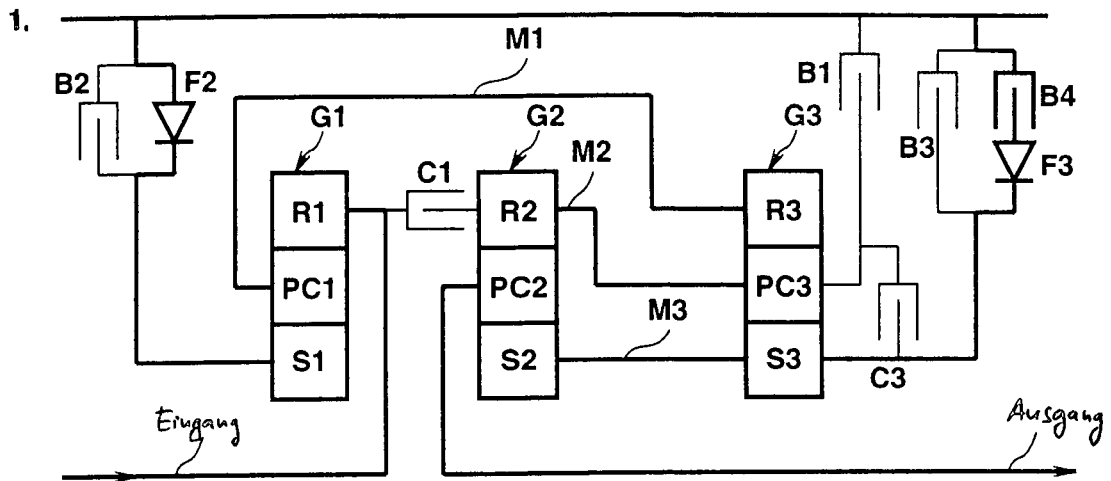 1.
M1
B2
F2
G1
G2
G3
B1
B4
B3
F3
C1
M2
R1
R2
R3
PC1
PC2
PC3
M3
S1
S2
S3
C3
Eingang
Ausgang